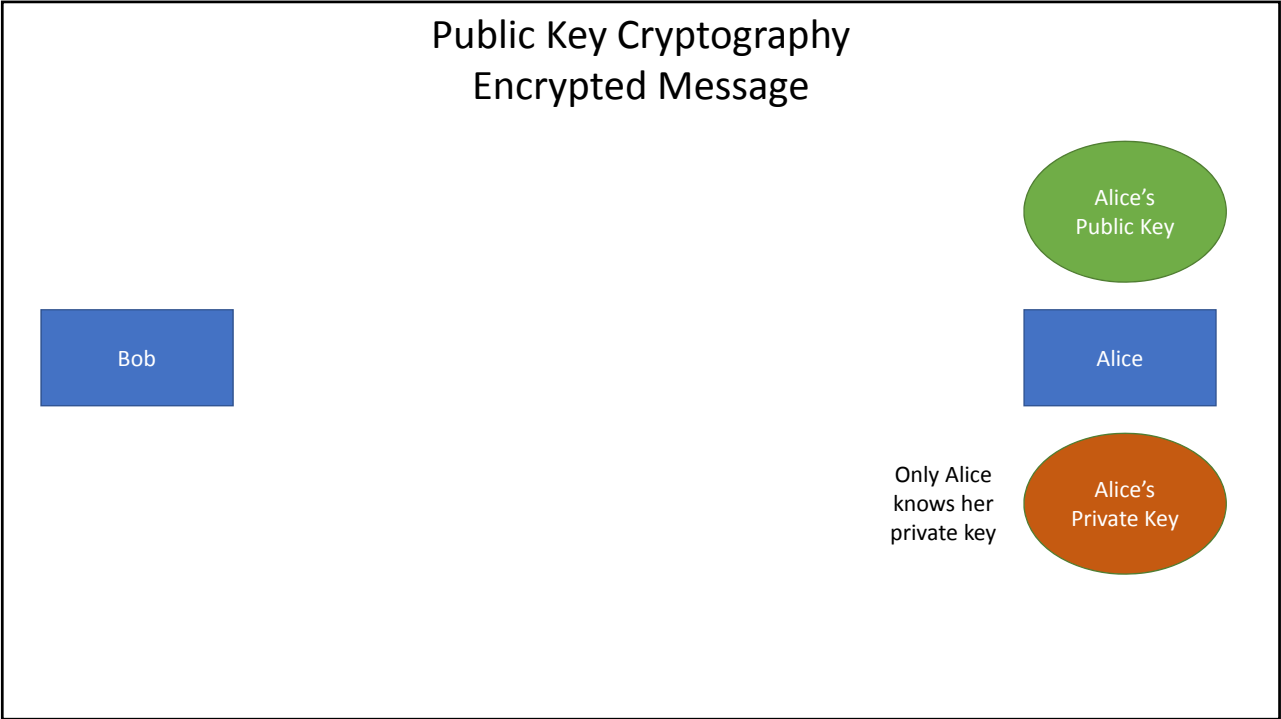 Public Key Cryptography
Encrypted Message
Alice’s
Public Key
Bob
Alice
Only Alice
knows her
private key
Alice’s
Private Key